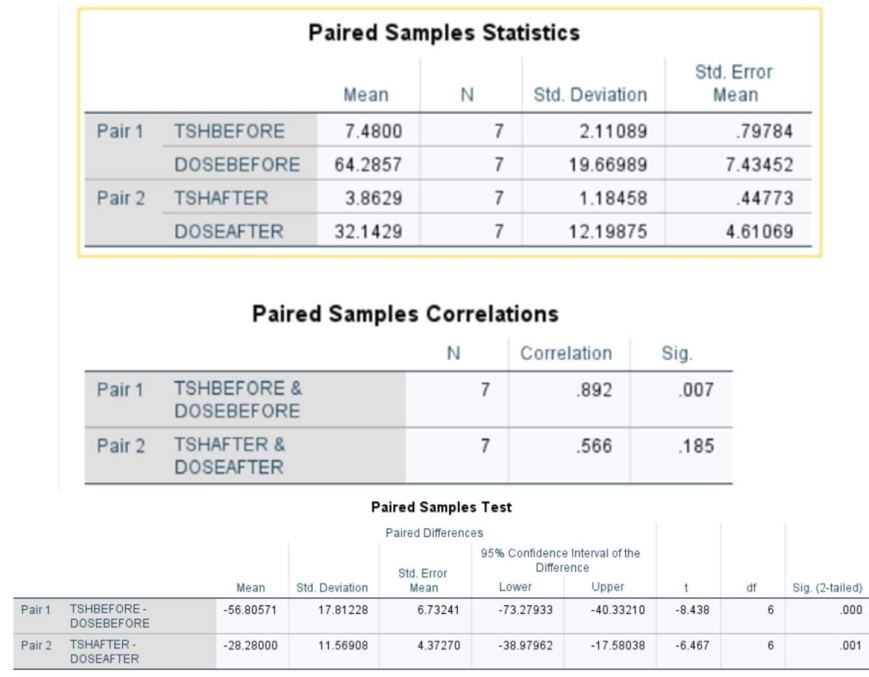 Paired Samples Statistics
Mean N Std. Deviation Std. Error Mean
Pair 1 TSHBEFORE 7.4800 7 2.11089 .79784
DOSEBEFORE 64.2857 7 19.66989 7.43452
Pair 2 TSHAFTER 3.8629 7 1.18458 .44773
DOSEAFTER 32.1429 7 12.19875 4.61069
Paired Samples Correlations
N Correlation Sig.
Pair 1 TSHBEFORE & DOSEBEFORE 7 .892 .007
Pair 2 TSHAFTER & DOSEAFTER 7 .566 .185
Paired Samples Test
Paired Differences
95% Confidence Interval of the Difference
Mean Std. Deviation Std. Error Mean Lower Upper t df Sig. (2-tailed)
Pair 1 TSHBEFORE - DOSEBEFORE -56.80571 17.81228 6.73241 -73.27933 -40.33210 -8.438 6 .000
Pair 2 TSHAFTER - DOSEAFTER -28.28000 11.56908 4.37270 -38.97962 -17.58038 -6.467 6 .001